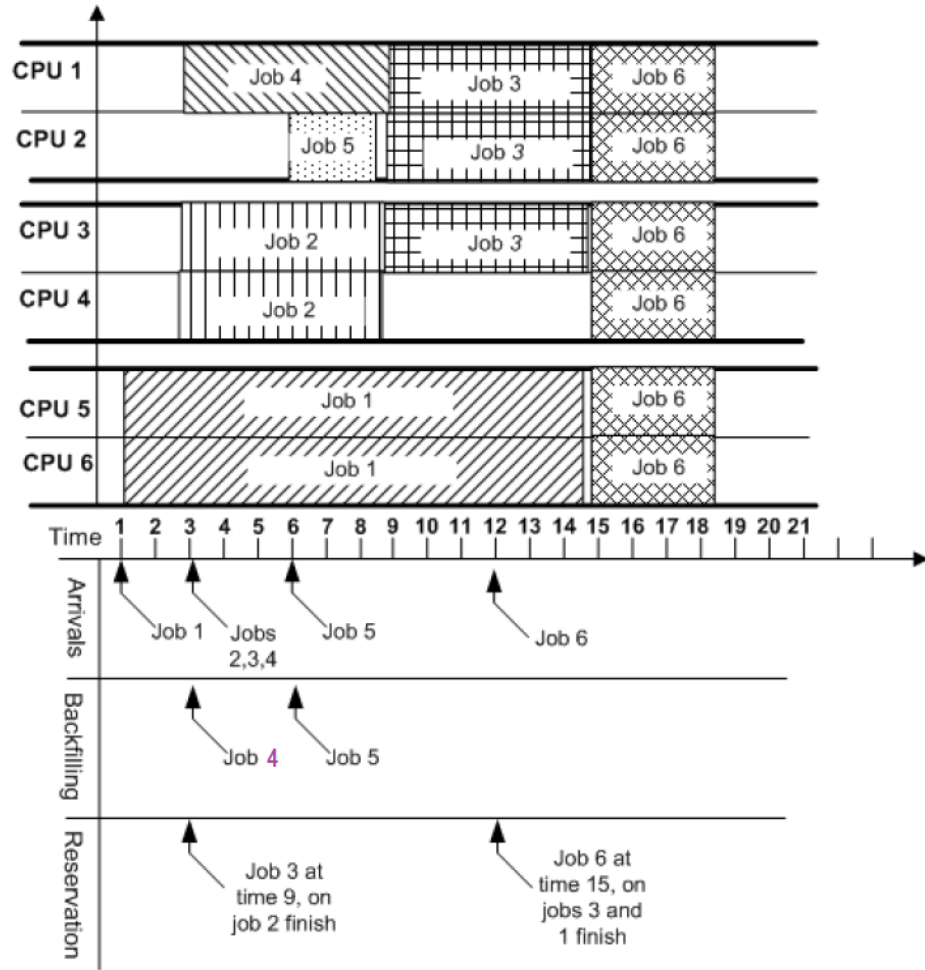 CPU 1
Job 4
Job 3
Job 6
CPU 2
Job 5
Job 3
Job 6
CPU 3
Job 2
Job 3
Job 6
CPU 4
Job 2
Job 6
CPU 5
Job 1
Job 6
CPU 6
Job 1
Job 6
Time 1 2 3 4 5 6 7 8 9 10 11 12 13 14 15 16 17 18 19 20 21
Arrivals
Job 1
Jobs
2,3,4
Job 5
Job 6
Backfilling
Job 4
Job 5
Reservation
Job 3 at
time 9, on
job 2 finish
Job 6 at
time 15, on
jobs 3 and
1 finish